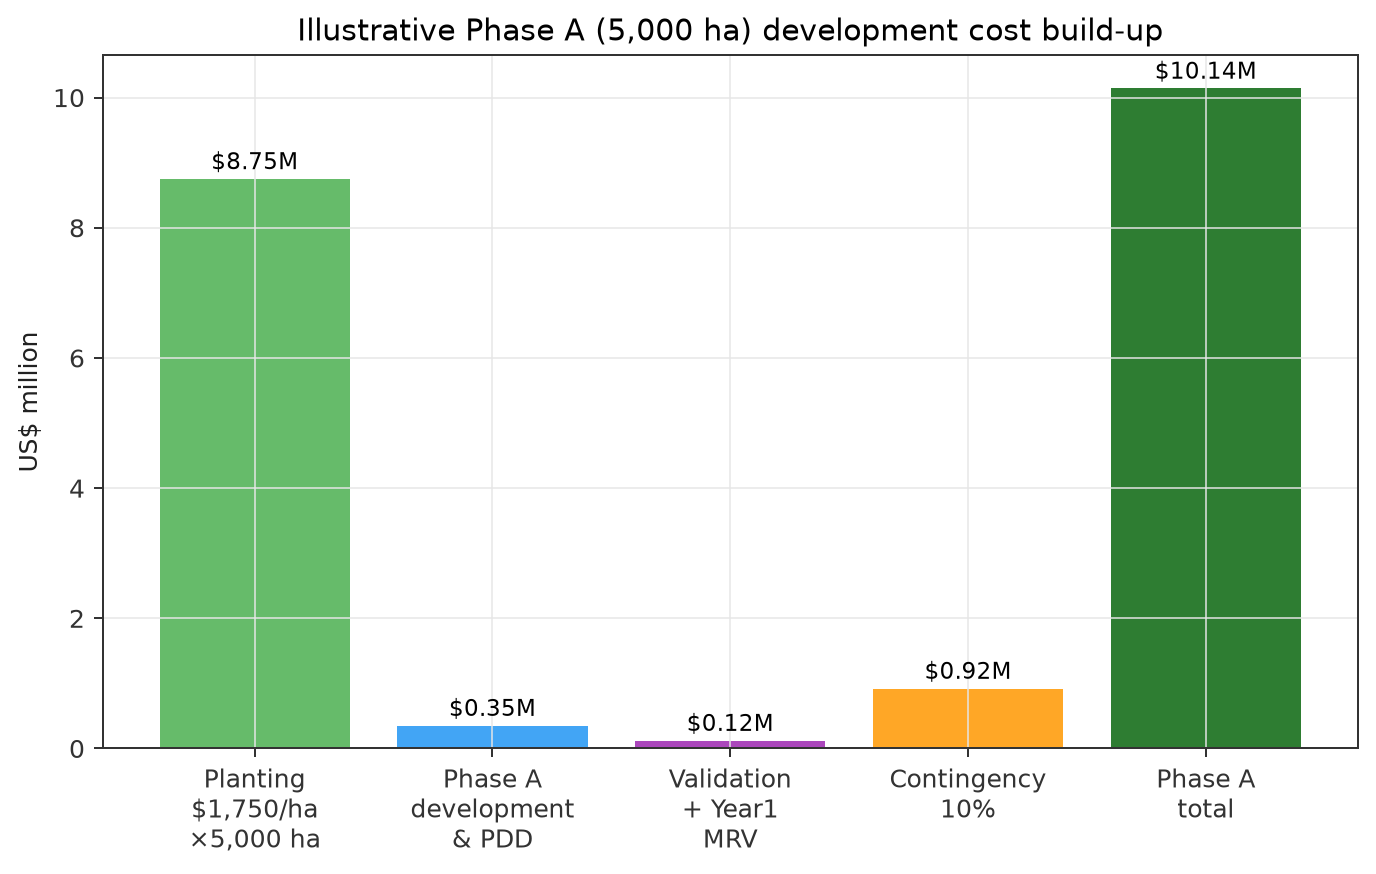 Illustrative Phase A (5,000 ha) development cost build-up
US$ million
10
8
6
4
2
0
$8.75M
$0.35M
$0.12M
$0.92M
$10.14M
Planting
$1,750/ha
×5,000 ha
Phase A
development
& PDD
Validation
+ Year1
MRV
Contingency
10%
Phase A
total